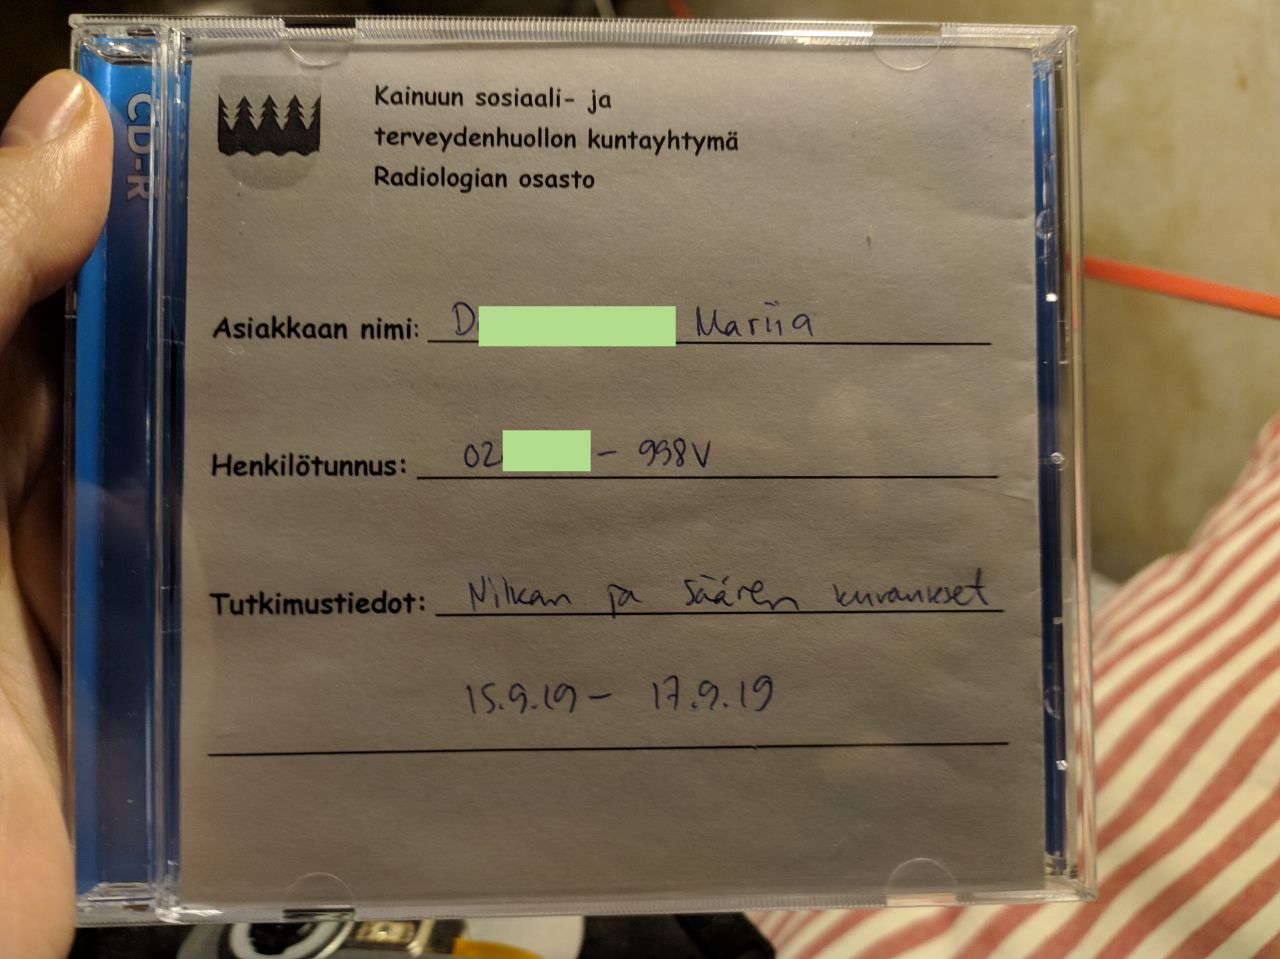 CD-R
Kainuun sosiaali- ja
terveydenhuollon kuntayhtymä
Radiologian osasto
Asiakkaan nimi: D Mariia
Henkilötunnus: 02 - 998V
Tutkimustiedot: Nilkan ja säären kuvaukset
15.9.19 - 17.9.19